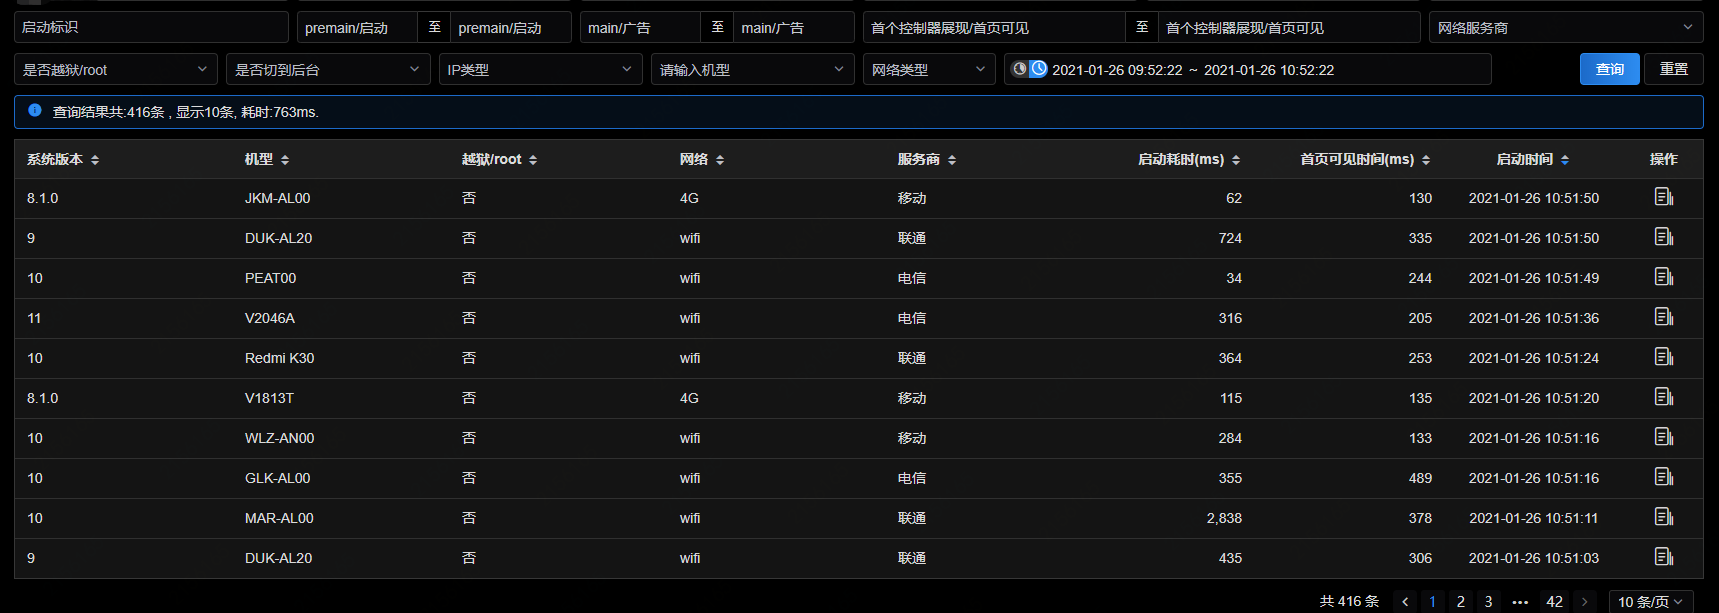 启动标识 premain/启动 至 premain/启动 main/广告 至 main/广告 首个控制器展现/首页可见 至 首个控制器展现/首页可见 网络服务商
是否越狱/root 是否切到后台 IP类型 请输入机型 网络类型 2021-01-26 09:52:22 ~ 2021-01-26 10:52:22 查询 重置
查询结果共:416条 , 显示10条, 耗时:763ms.
系统版本 机型 越狱/root 网络 服务商 启动耗时(ms) 首页可见时间(ms) 启动时间 操作
8.1.0 JKM-AL00 否 4G 移动 62 130 2021-01-26 10:51:50
9 DUK-AL20 否 wifi 联通 724 335 2021-01-26 10:51:50
10 PEAT00 否 wifi 电信 34 244 2021-01-26 10:51:49
11 V2046A 否 wifi 电信 316 205 2021-01-26 10:51:36
10 Redmi K30 否 wifi 联通 364 253 2021-01-26 10:51:24
8.1.0 V1813T 否 4G 移动 115 135 2021-01-26 10:51:20
10 WLZ-AN00 否 wifi 移动 284 133 2021-01-26 10:51:16
10 GLK-AL00 否 wifi 电信 355 489 2021-01-26 10:51:16
10 MAR-AL00 否 wifi 联通 2,838 378 2021-01-26 10:51:11
9 DUK-AL20 否 wifi 联通 435 306 2021-01-26 10:51:03
共 416 条 < 1 2 3 ••• 42 > 10 条/页